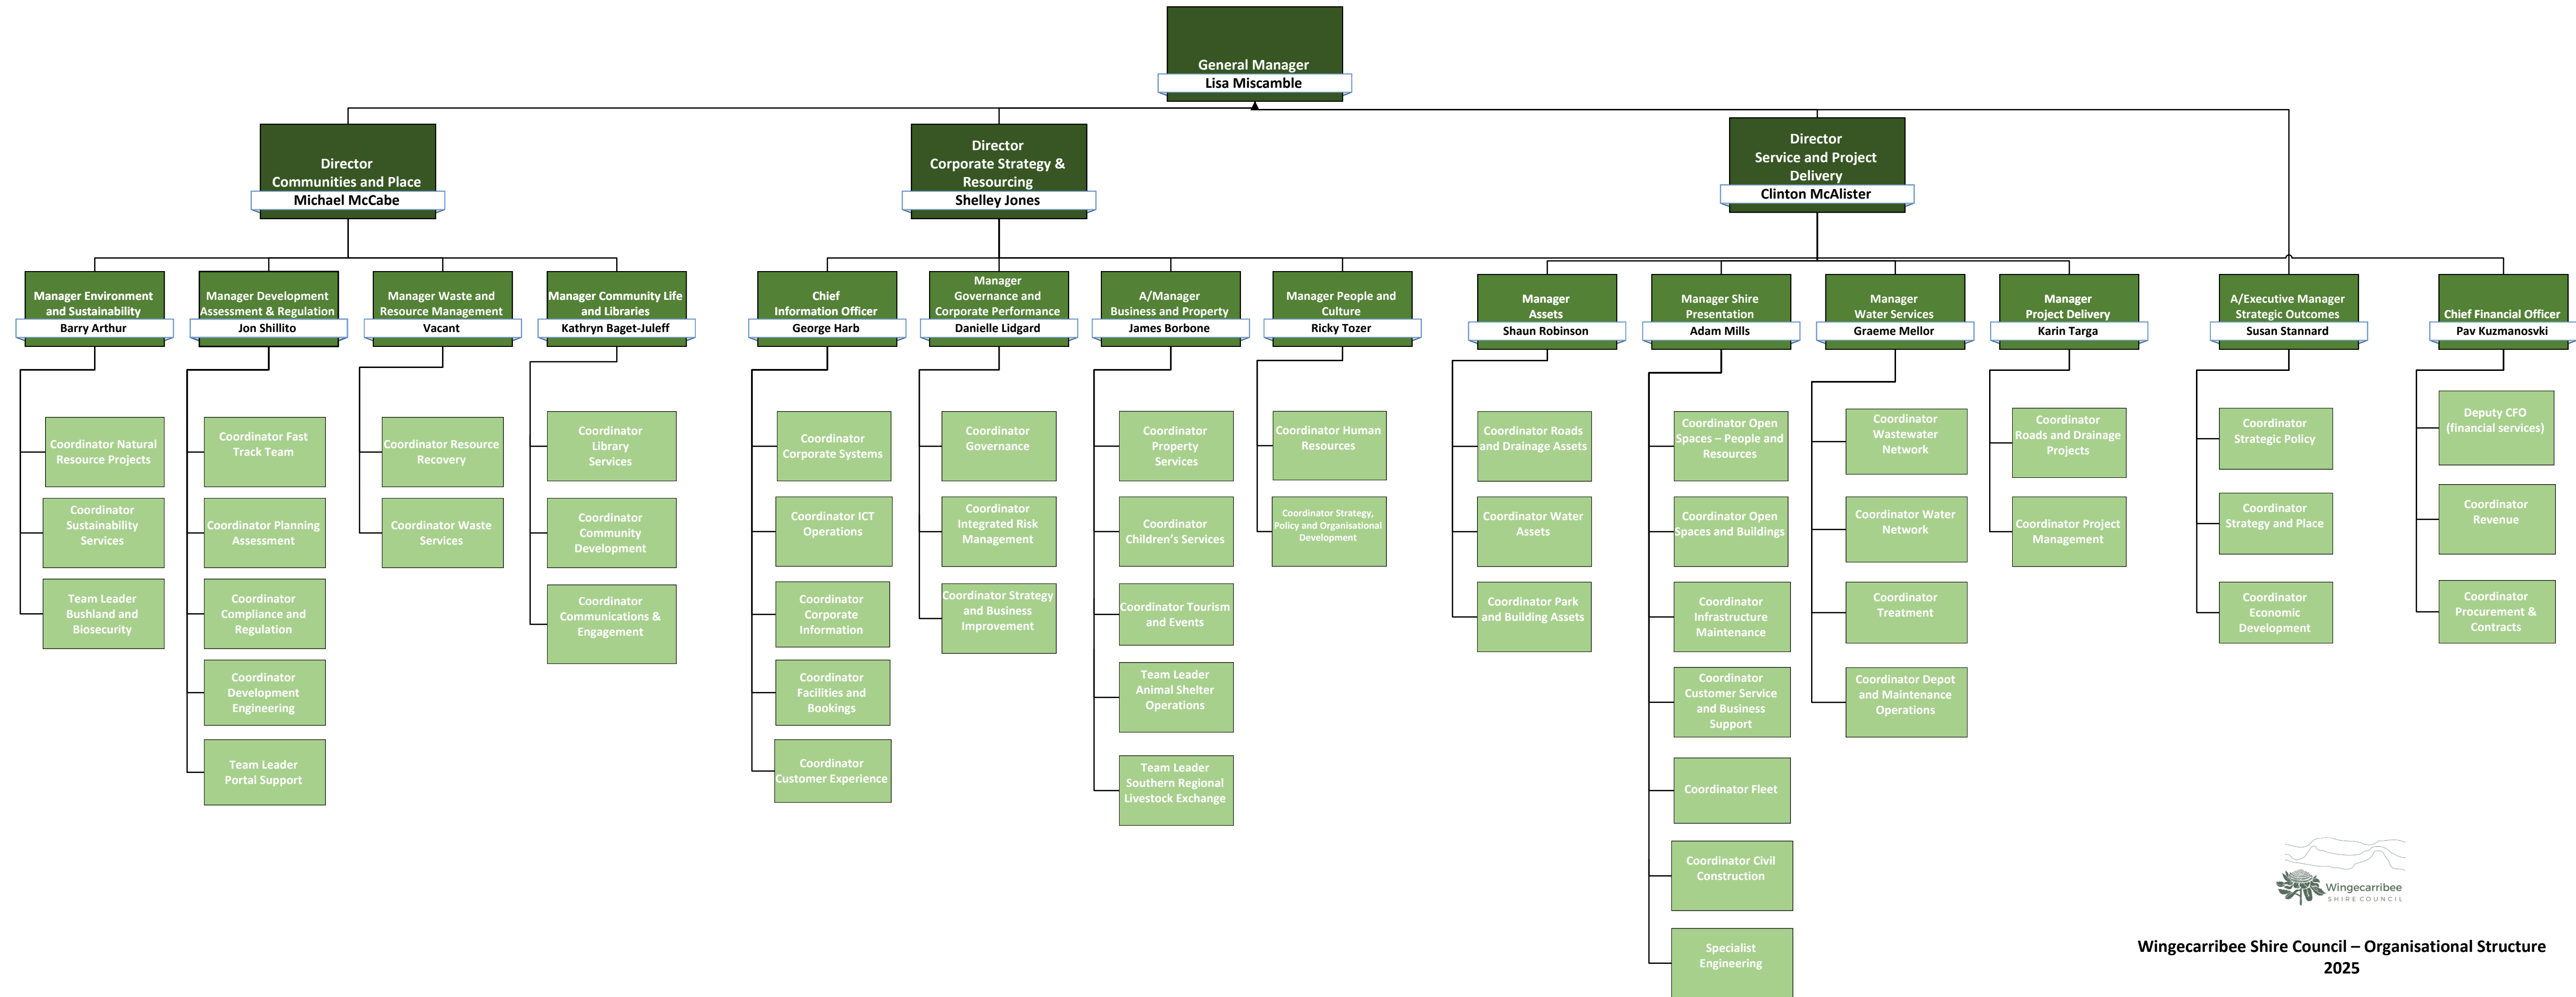 General Manager
Lisa Miscamble
Director
Communities and Place
Michael McCabe
Director
Corporate Strategy &
Resourcing
Shelley Jones
Director
Service and Project
Delivery
Clinton McAlister
Manager Environment
and Sustainability
Barry Arthur
Manager Development
Assessment & Regulation
Jon Shillito
Manager Waste and
Resource Management
Vacant
Manager Community Life
and Libraries
Kathryn Baget-Juleff
Chief
Information Officer
George Harb
Manager
Governance and
Corporate Performance
Danielle Lidgard
A/Manager
Business and Property
James Borbone
Manager People and
Culture
Ricky Tozer
Manager
Assets
Shaun Robinson
Manager Shire
Presentation
Adam Mills
Manager
Water Services
Graeme Mellor
Manager
Project Delivery
Karin Targa
A/Executive Manager
Strategic Outcomes
Susan Stannard
Chief Financial Officer
Pav Kuzmanosvki
Coordinator Natural
Resource Projects
Coordinator
Sustainability
Services
Team Leader
Bushland and
Biosecurity
Coordinator Fast
Track Team
Coordinator Planning
Assessment
Coordinator
Compliance and
Regulation
Coordinator
Development
Engineering
Team Leader
Portal Support
Coordinator Resource
Recovery
Coordinator Waste
Services
Coordinator
Library
Services
Coordinator
Community
Development
Coordinator
Communications &
Engagement
Coordinator
Corporate Systems
Coordinator ICT
Operations
Coordinator
Corporate
Information
Coordinator
Facilities and
Bookings
Coordinator
Customer Experience
Coordinator
Governance
Coordinator
Integrated Risk
Management
Coordinator Strategy
and Business
Improvement
Coordinator
Property
Services
Coordinator
Children's Services
Coordinator Tourism
and Events
Team Leader
Animal Shelter
Operations
Team Leader
Southern Regional
Livestock Exchange
Coordinator Human
Resources
Coordinator Strategy,
Policy and Organisational
Development
Coordinator Roads
and Drainage Assets
Coordinator Water
Assets
Coordinator Park
and Building Assets
Coordinator Open
Spaces – People and
Resources
Coordinator Open
Spaces and Buildings
Coordinator
Infrastructure
Maintenance
Coordinator
Customer Service
and Business
Support
Coordinator Fleet
Coordinator Civil
Construction
Specialist
Engineering
Coordinator
Wastewater
Network
Coordinator Water
Network
Coordinator
Treatment
Coordinator Depot
and Maintenance
Operations
Coordinator
Roads and Drainage
Projects
Coordinator Project
Management
Coordinator
Strategic Policy
Coordinator
Strategy and Place
Coordinator
Economic
Development
Deputy CFO
(financial services)
Coordinator
Revenue
Coordinator
Procurement &
Contracts
Wingecarribee
SHIRE COUNCIL
Wingecarribee Shire Council – Organisational Structure
2025